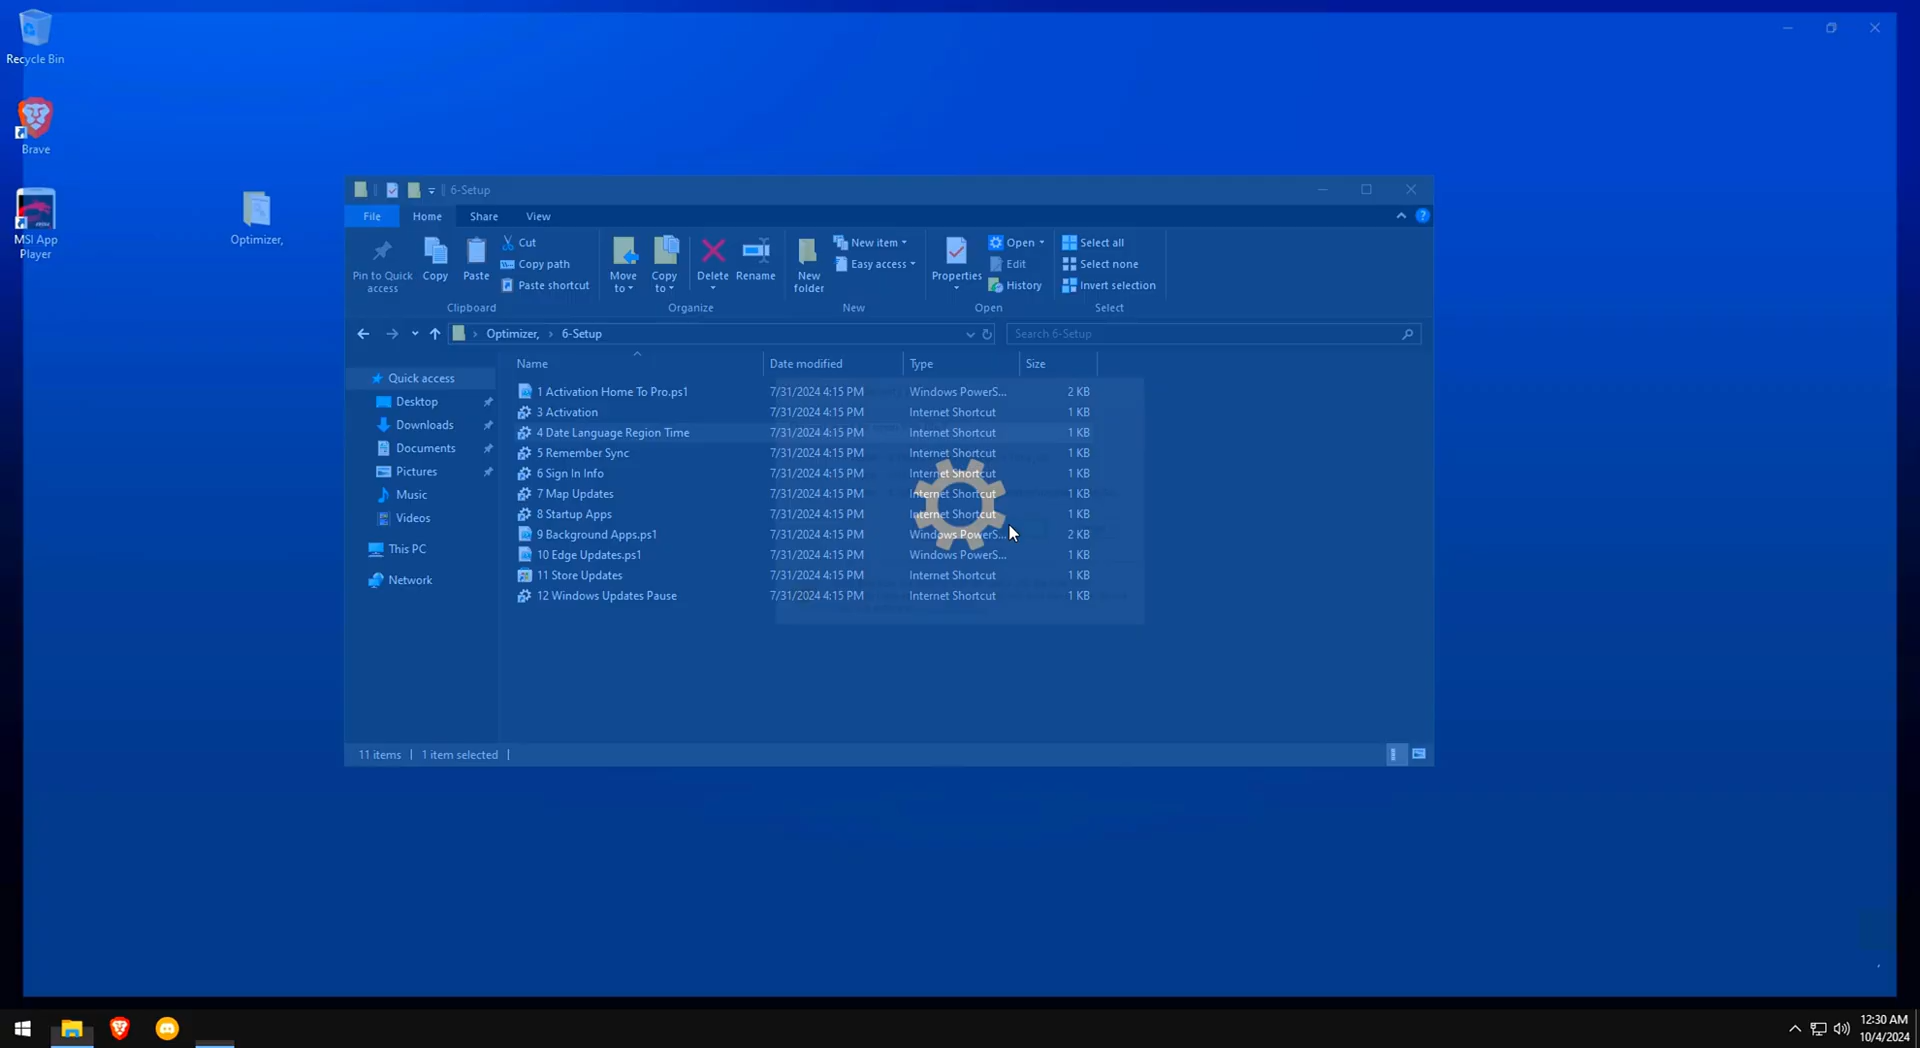 Recycle Bin
Brave
MSI App
Player
Optimizer,
6-Setup
File Home Share View
Pin to Quick
access
Copy
Paste
Cut
Copy path
Paste shortcut
Clipboard
Move
to
Copy
to
Delete
Rename
Organize
New
folder
New item
Easy access
New
Properties
Open
Edit
History
Open
Select all
Select none
Invert selection
Select
Optimizer, > 6-Setup
Search 6-Setup
Name Date modified Type Size
Quick access
Desktop
Downloads
Documents
Pictures
Music
Videos
This PC
Network
1 Activation Home To Pro.ps1 7/31/2024 4:15 PM Windows PowerS... 2 KB
3 Activation 7/31/2024 4:15 PM Internet Shortcut 1 KB
4 Date Language Region Time 7/31/2024 4:15 PM Internet Shortcut 1 KB
5 Remember Sync 7/31/2024 4:15 PM Internet Shortcut 1 KB
6 Sign In Info 7/31/2024 4:15 PM Internet Shortcut 1 KB
7 Map Updates 7/31/2024 4:15 PM Internet Shortcut 1 KB
8 Startup Apps 7/31/2024 4:15 PM Internet Shortcut 1 KB
9 Background Apps.ps1 7/31/2024 4:15 PM Windows PowerS... 2 KB
10 Edge Updates.ps1 7/31/2024 4:15 PM Windows PowerS... 1 KB
11 Store Updates 7/31/2024 4:15 PM Internet Shortcut 1 KB
12 Windows Updates Pause 7/31/2024 4:15 PM Internet Shortcut 1 KB
11 items | 1 item selected |
12:30 AM
10/4/2024